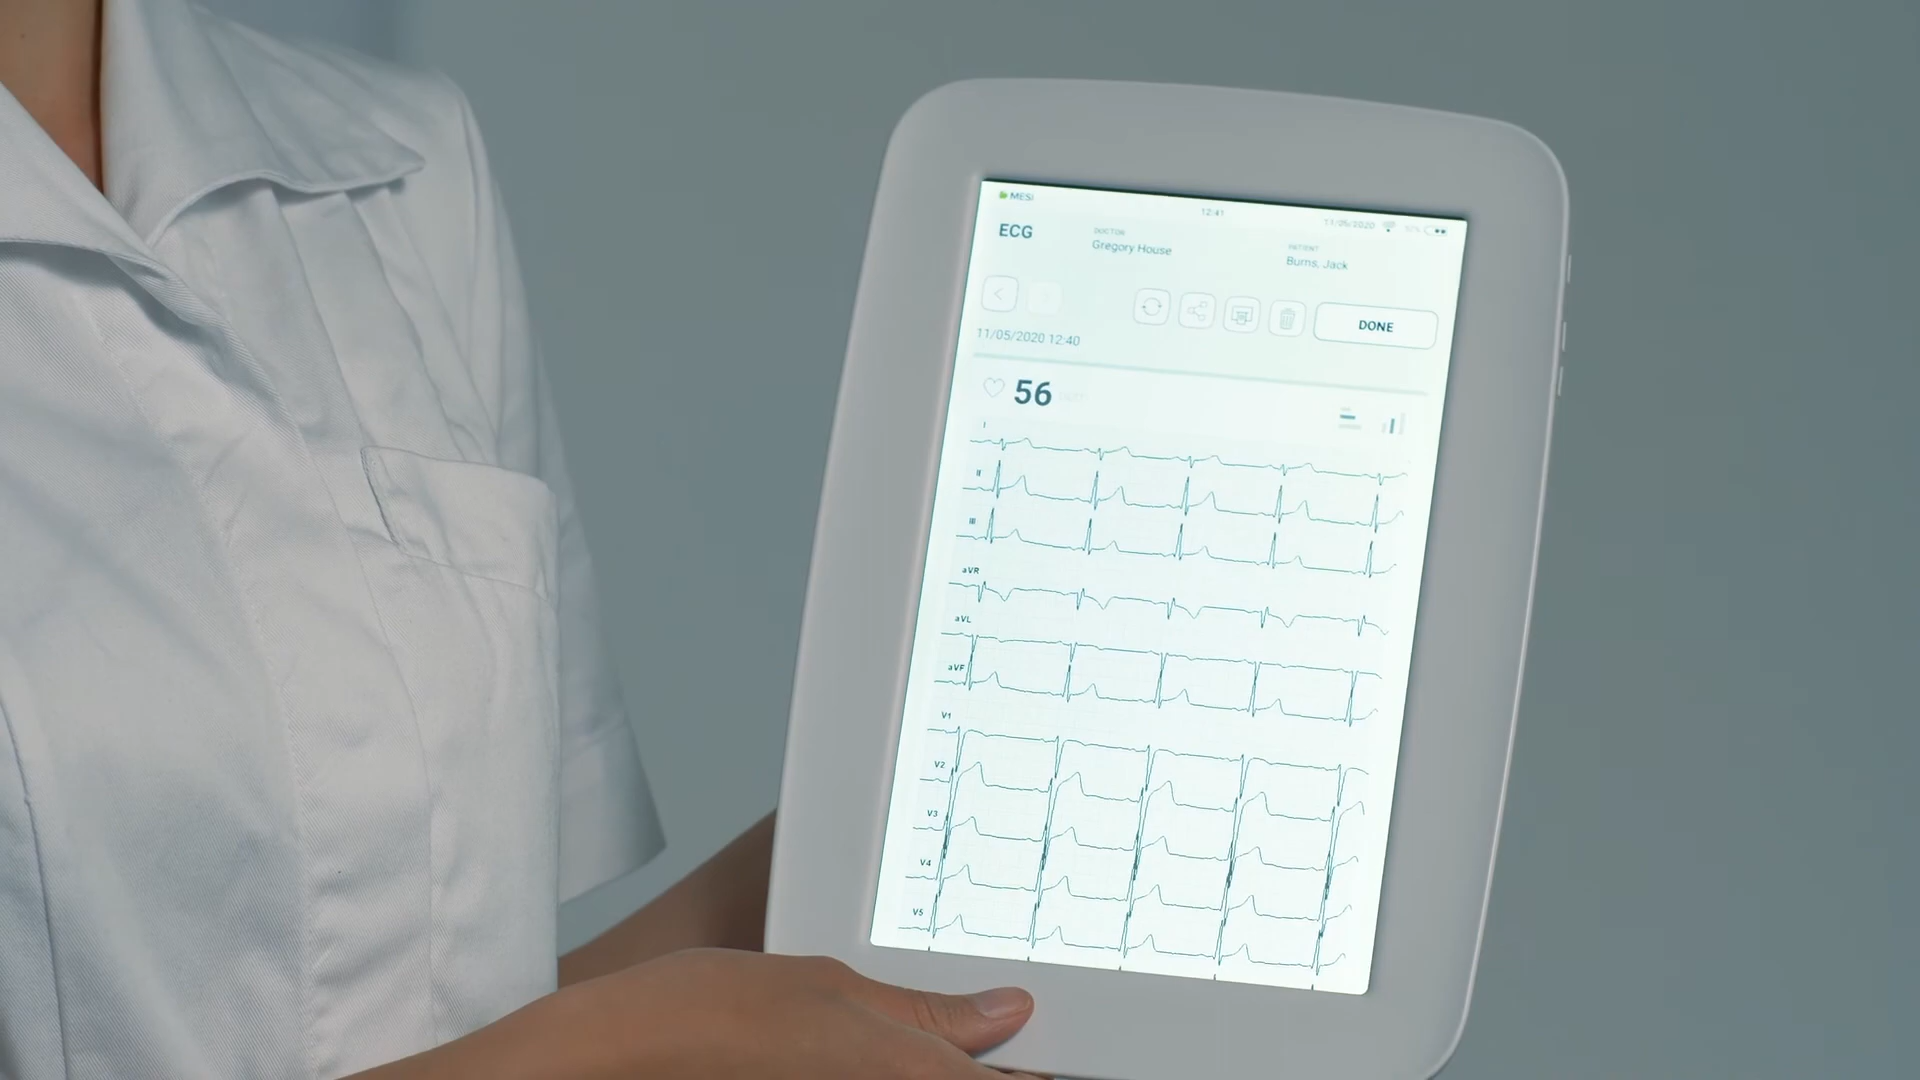 MESI
12:41
11/05/2020
ECG
DOCTOR
Gregory House
PATIENT
Burns, Jack
DONE
11/05/2020 12:40
56
I
II
III
aVR
aVL
aVF
V1
V2
V3
V4
V5